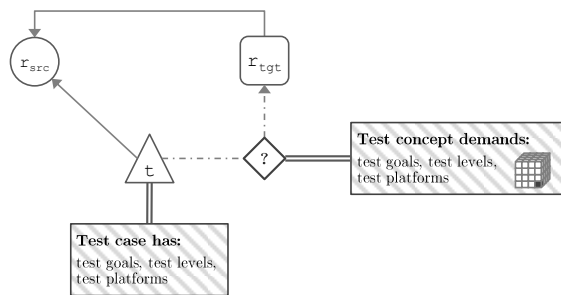 r_src
r_tgt
t
?
Test concept demands:
test goals, test levels,
test platforms
Test case has:
test goals, test levels,
test platforms